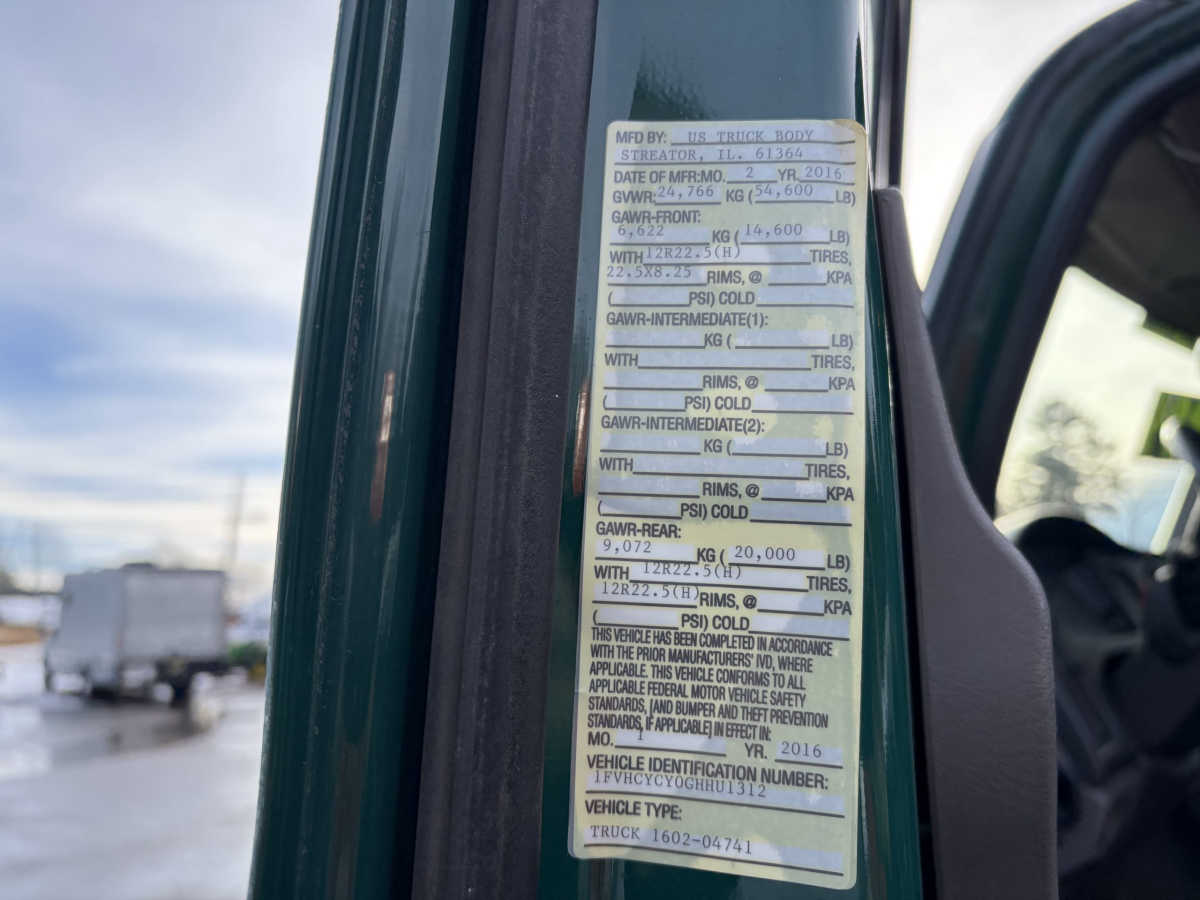 MFD BY: US TRUCK BODY
STREATOR, IL. 61364
DATE OF MFR:MO. 2 YR. 2016
GVWR: 24,766 KG (54,600 LB)
GAWR-FRONT:
6,622 KG (14,600 LB)
WITH 12R22.5(H) TIRES,
22.5X8.25 RIMS, @ KPA
( PSI) COLD
GAWR-INTERMEDIATE(1):
KG ( LB)
WITH TIRES,
RIMS, @ KPA
( PSI) COLD
GAWR-INTERMEDIATE(2):
KG ( LB)
WITH TIRES,
RIMS, @ KPA
( PSI) COLD
GAWR-REAR:
9,072 KG ( 20,000 LB)
WITH 12R22.5(H) TIRES,
12R22.5(H) RIMS, @ KPA
( PSI) COLD
THIS VEHICLE HAS BEEN COMPLETED IN ACCORDANCE
WITH THE PRIOR MANUFACTURERS' IVD, WHERE
APPLICABLE. THIS VEHICLE CONFORMS TO ALL
APPLICABLE FEDERAL MOTOR VEHICLE SAFETY
STANDARDS, [AND BUMPER AND THEFT PREVENTION
STANDARDS, IF APPLICABLE] IN EFFECT IN:
MO. 1 YR. 2016
VEHICLE IDENTIFICATION NUMBER:
1FVHCYCY0GHHU1312
VEHICLE TYPE:
TRUCK 1602-04741